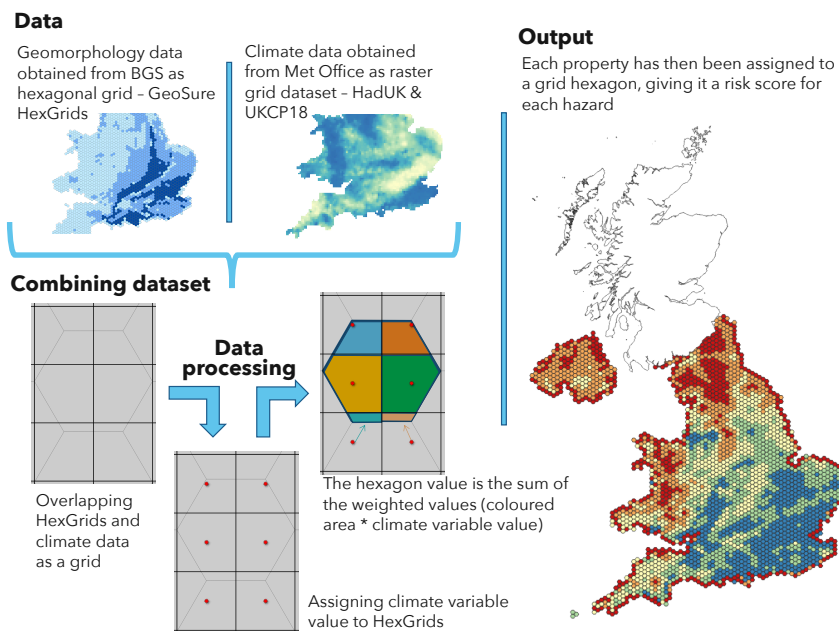 Data
Geomorphology data
obtained from BGS as
hexagonal grid – GeoSure
HexGrids
Climate data obtained
from Met Office as raster
grid dataset – HadUK &
UKCP18
Output
Each property has then been assigned to
a grid hexagon, giving it a risk score for
each hazard
Combining dataset
Data
processing
Overlapping
HexGrids and
climate data
as a grid
The hexagon value is the sum of
the weighted values (coloured
area * climate variable value)
Assigning climate variable
value to HexGrids